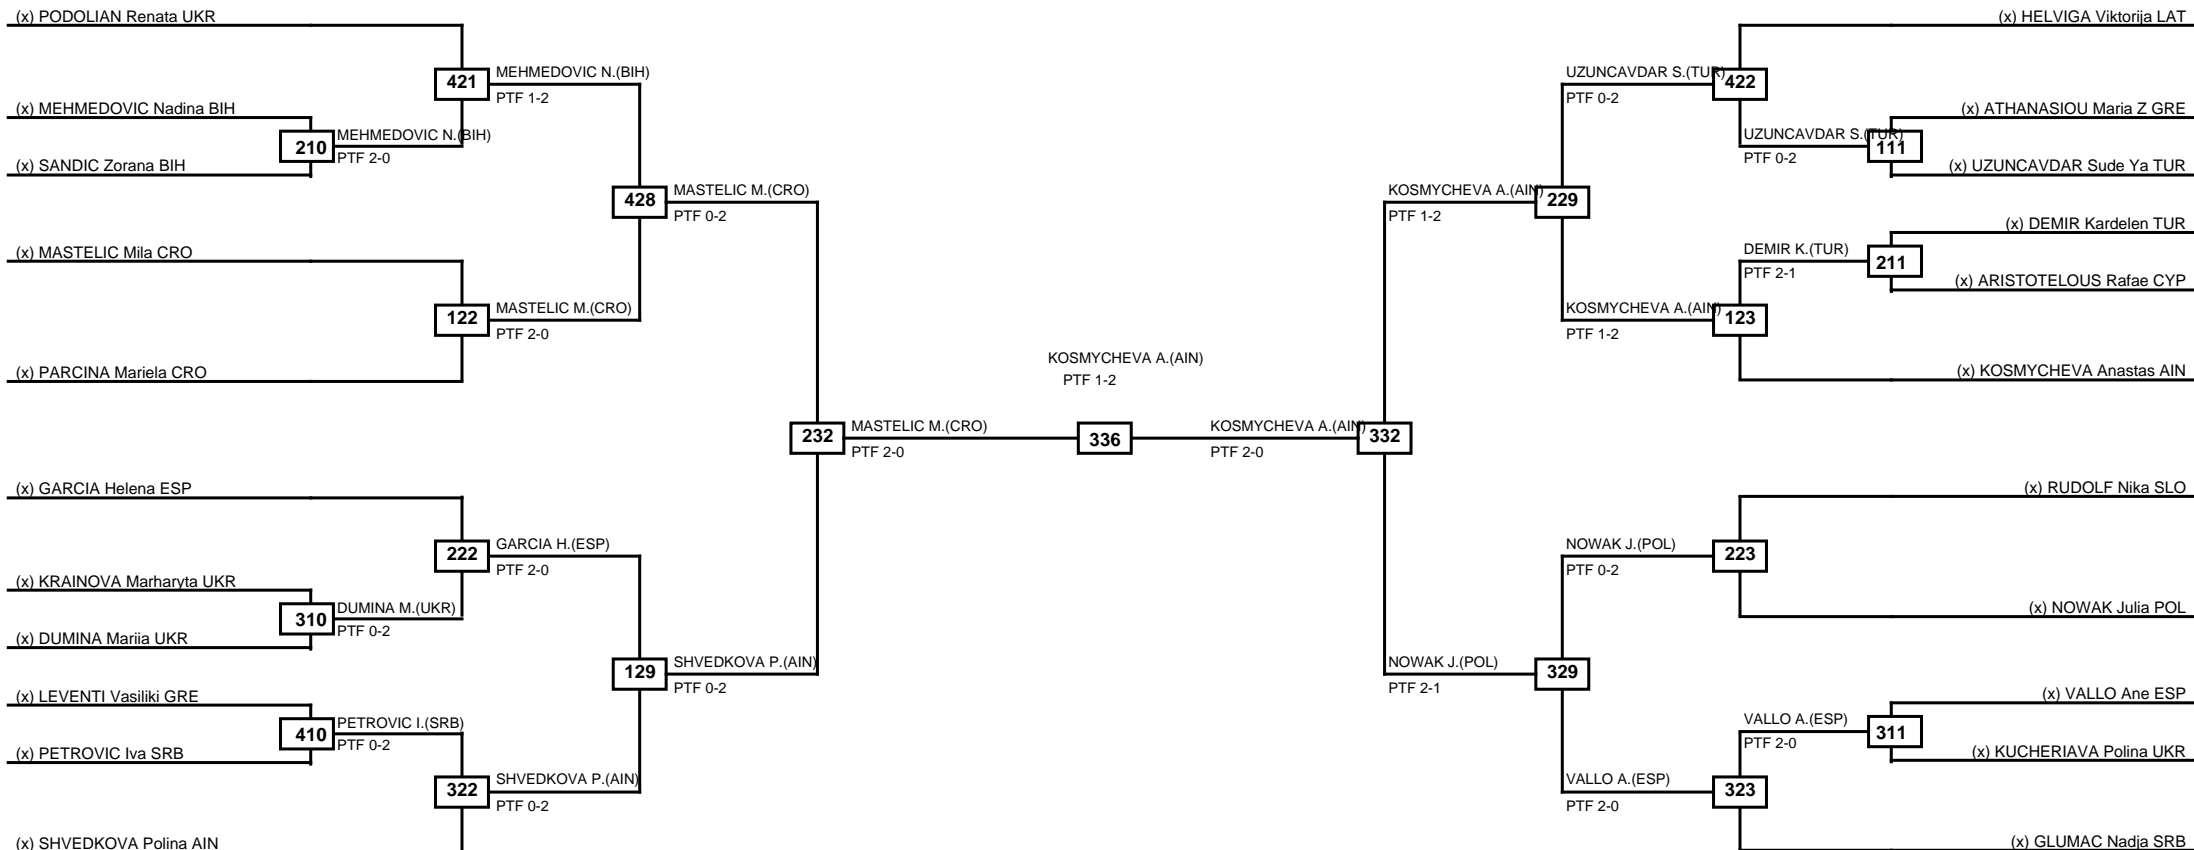 (x) PODOLIAN Renata UKR
421
MEHMEDOVIC N.(BIH)
PTF 1-2
(x) MEHMEDOVIC Nadina BIH
210
MEHMEDOVIC N.(BIH)
PTF 2-0
(x) SANDIC Zorana BIH
428
MASTELIC M.(CRO)
PTF 0-2
(x) MASTELIC Mila CRO
122
MASTELIC M.(CRO)
PTF 2-0
(x) PARCINA Mariela CRO
232
MASTELIC M.(CRO)
PTF 2-0
(x) GARCIA Helena ESP
222
GARCIA H.(ESP)
PTF 2-0
(x) KRAINOVA Marharyta UKR
310
DUMINA M.(UKR)
PTF 0-2
(x) DUMINA Mariia UKR
129
SHVEDKOVA P.(AIN)
PTF 0-2
(x) LEVENTI Vasiliki GRE
410
PETROVIC I.(SRB)
PTF 0-2
(x) PETROVIC Iva SRB
322
SHVEDKOVA P.(AIN)
PTF 0-2
(x) SHVEDKOVA Polina AIN
KOSMYCHEVA A.(AIN)
PTF 1-2
336
(x) HELVIGA Viktorija LAT
UZUNCAVDAR S.(TUR)
422
PTF 0-2
(x) ATHANASIOU Maria Z GRE
UZUNCAVDAR S.(TUR)
111
PTF 0-2
(x) UZUNCAVDAR Sude Ya TUR
KOSMYCHEVA A.(AIN)
229
PTF 1-2
(x) DEMIR Kardelen TUR
DEMIR K.(TUR)
211
PTF 2-1
(x) ARISTOTELOUS Rafae CYP
KOSMYCHEVA A.(AIN)
123
PTF 1-2
(x) KOSMYCHEVA Anastas AIN
KOSMYCHEVA A.(AIN)
332
PTF 2-0
(x) RUDOLF Nika SLO
NOWAK J.(POL)
223
PTF 0-2
(x) NOWAK Julia POL
NOWAK J.(POL)
329
PTF 2-1
(x) VALLO Ane ESP
VALLO A.(ESP)
311
PTF 2-0
(x) KUCHERIAVA Polina UKR
VALLO A.(ESP)
323
PTF 2-0
(x) GLUMAC Nadja SRB